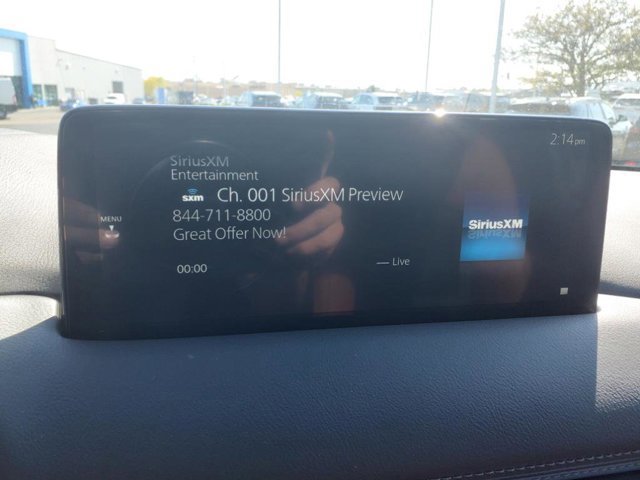 2:14pm
SiriusXM
Entertainment
sxm Ch. 001 SiriusXM Preview
MENU
844-711-8800
Great Offer Now!
SiriusXM
00:00
Live